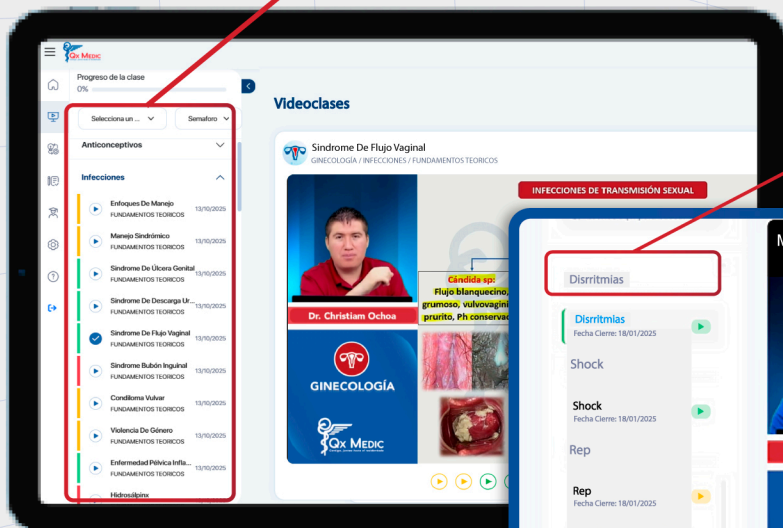 Qx Medic
Progreso de la clase
0%
Selecciona un ...
Semaforo
Anticonceptivos
Infecciones
Enfoques De Manejo
FUNDAMENTOS TEORICOS
13/10/2025
Manejo Sindrómico
FUNDAMENTOS TEORICOS
13/10/2025
Sindrome De Úlcera Genital
FUNDAMENTOS TEORICOS
13/10/2025
Sindrome De Descarga Ur...
FUNDAMENTOS TEORICOS
13/10/2025
Sindrome De Flujo Vaginal
FUNDAMENTOS TEORICOS
13/10/2025
Sindrome Bubón Inguinal
FUNDAMENTOS TEORICOS
13/10/2025
Condiloma Vulvar
FUNDAMENTOS TEORICOS
13/10/2025
Violencia De Género
FUNDAMENTOS TEORICOS
13/10/2025
Enfermedad Pélvica Infla...
FUNDAMENTOS TEORICOS
13/10/2025
Hidrosálpinx
Videoclases
Sindrome De Flujo Vaginal
GINECOLOGÍA / INFECCIONES / FUNDAMENTOS TEORICOS
INFECCIONES DE TRANSMISIÓN SEXUAL
Cándida sp:
Flujo blanquecino,
grumoso, vulvovagini
prurito, Ph conservad
Dr. Christiam Ochoa
GINECOLOGÍA
Qx Medic
Disrritmias
Disrritmias
Fecha Cierre: 18/01/2025
Shock
Shock
Fecha Cierre: 18/01/2025
Rep
Rep
Fecha Cierre: 18/01/2025
M